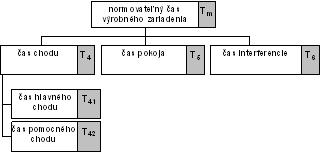 normovateľný čas
výrobného zariadenia
Tm
čas chodu
T4
čas pokoja
T5
čas interferencie
T6
čas hlavného
chodu
T41
čas pomocného
chodu
T42